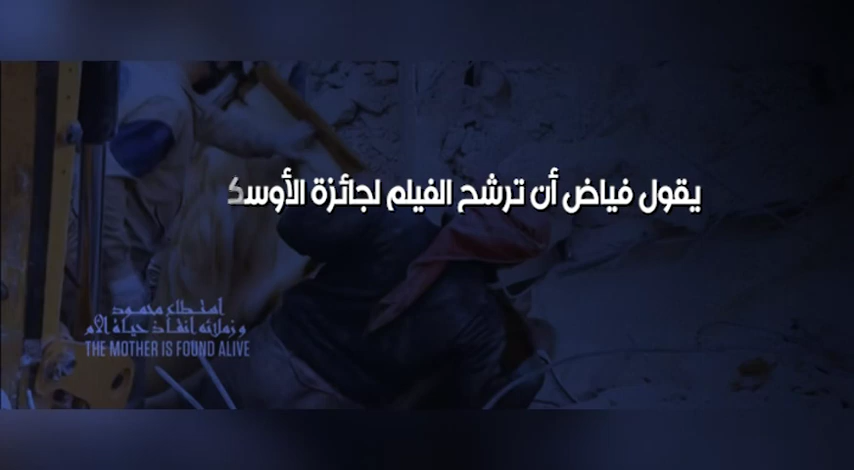 يقول فياض أن ترشح الفيلم لجائزة الأوسك
استطاع محمود
وزملائه انقاذ حياة الأم
THE MOTHER IS FOUND ALIVE